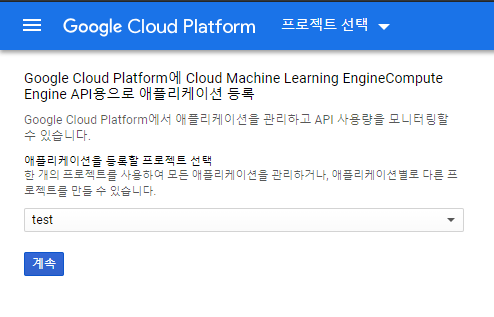 Google Cloud Platform 프로젝트 선택
Google Cloud Platform에 Cloud Machine Learning EngineCompute
Engine API용으로 애플리케이션 등록
Google Cloud Platform에서 애플리케이션을 관리하고 API 사용량을 모니터링할
수 있습니다.
애플리케이션을 등록할 프로젝트 선택
한 개의 프로젝트를 사용하여 모든 애플리케이션을 관리하거나, 애플리케이션별로 다른 프
로젝트를 만들 수 있습니다.
test
계속